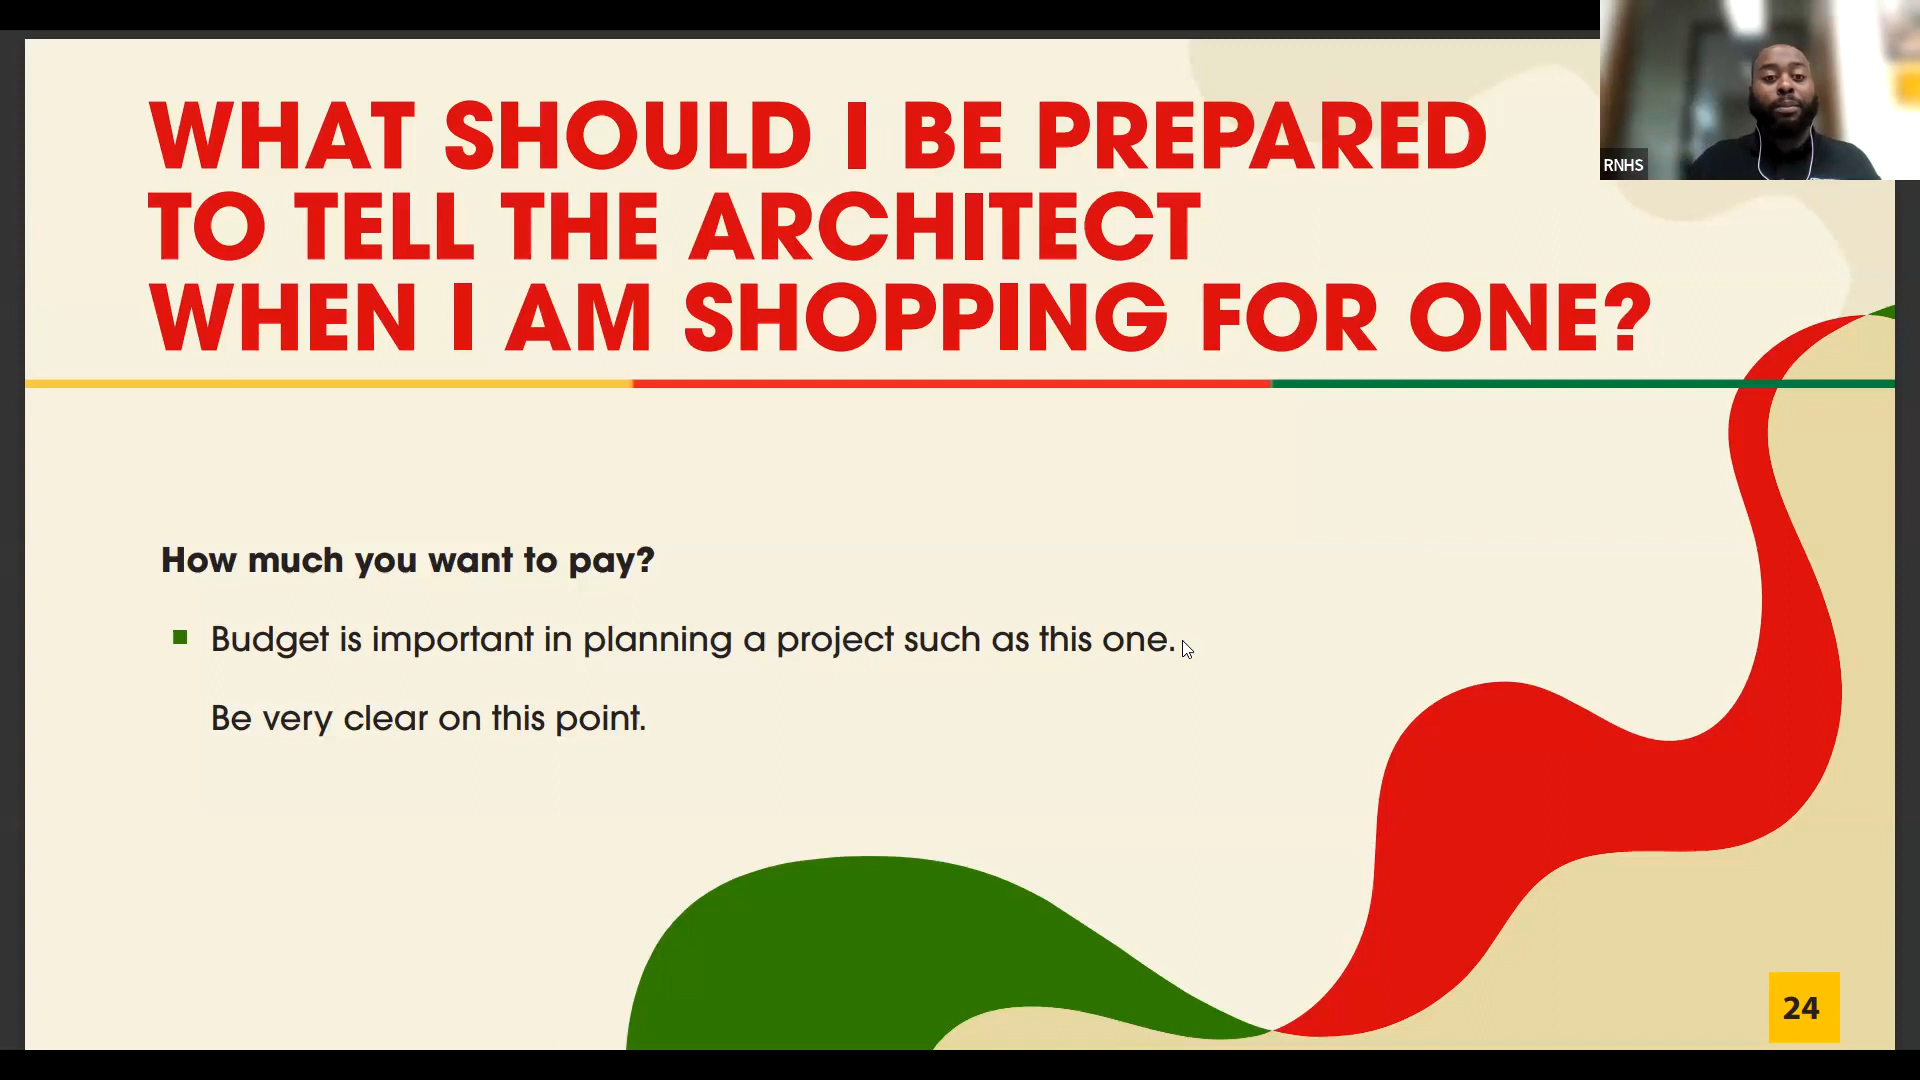 WHAT SHOULD I BE PREPARED
TO TELL THE ARCHITECT
WHEN I AM SHOPPING FOR ONE?
RNHS
How much you want to pay?
Budget is important in planning a project such as this one.
Be very clear on this point.
24